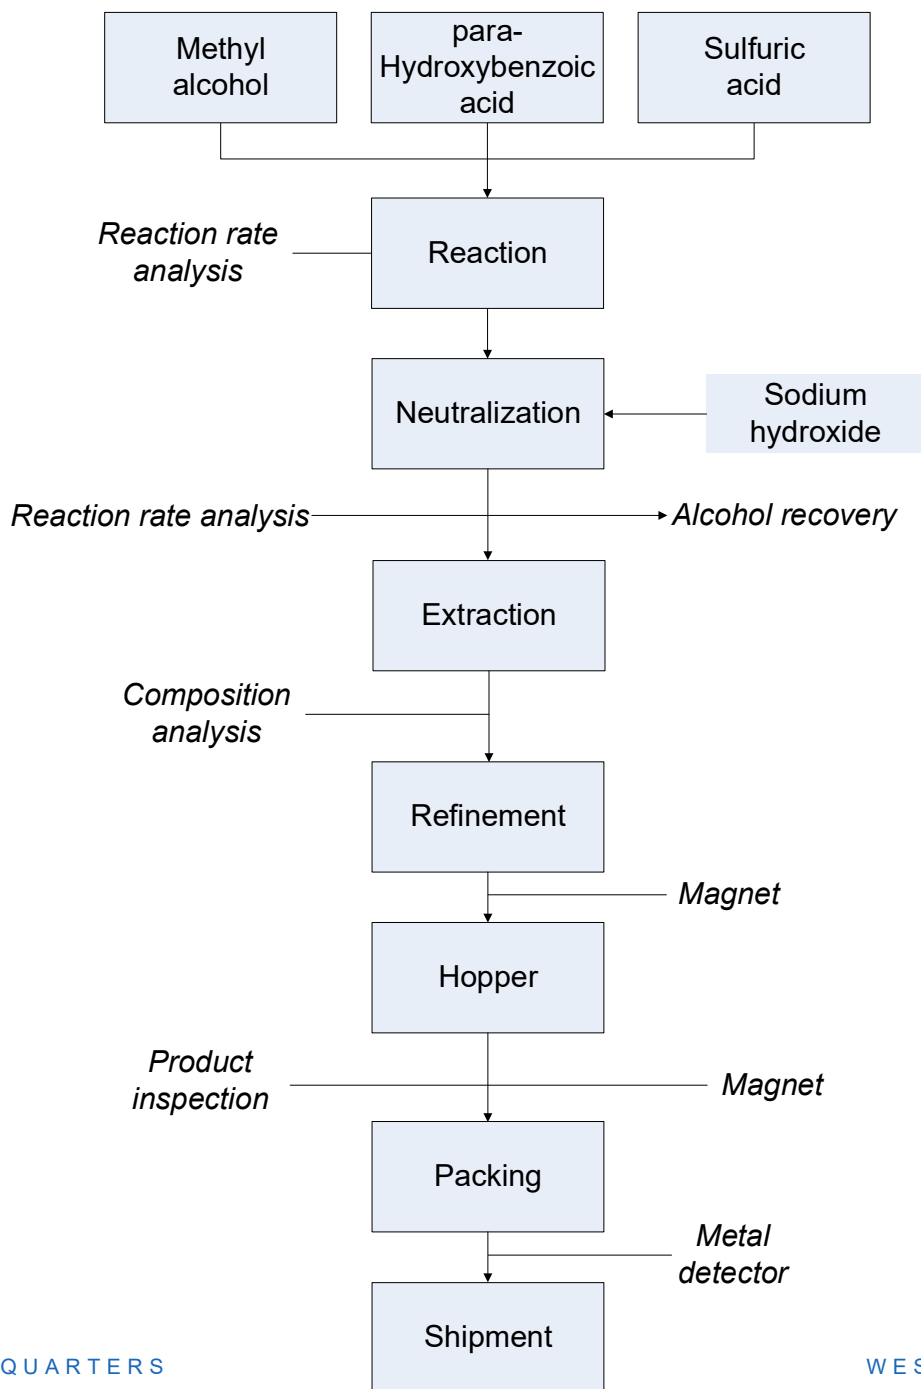 Methyl
alcohol
para-
Hydroxybenzoic
acid
Sulfuric
acid
Reaction rate
analysis
Reaction
Neutralization
Sodium
hydroxide
Reaction rate analysis
Alcohol recovery
Extraction
Composition
analysis
Refinement
Magnet
Hopper
Product
inspection
Magnet
Packing
Metal
detector
Shipment
QUARTERS
WES